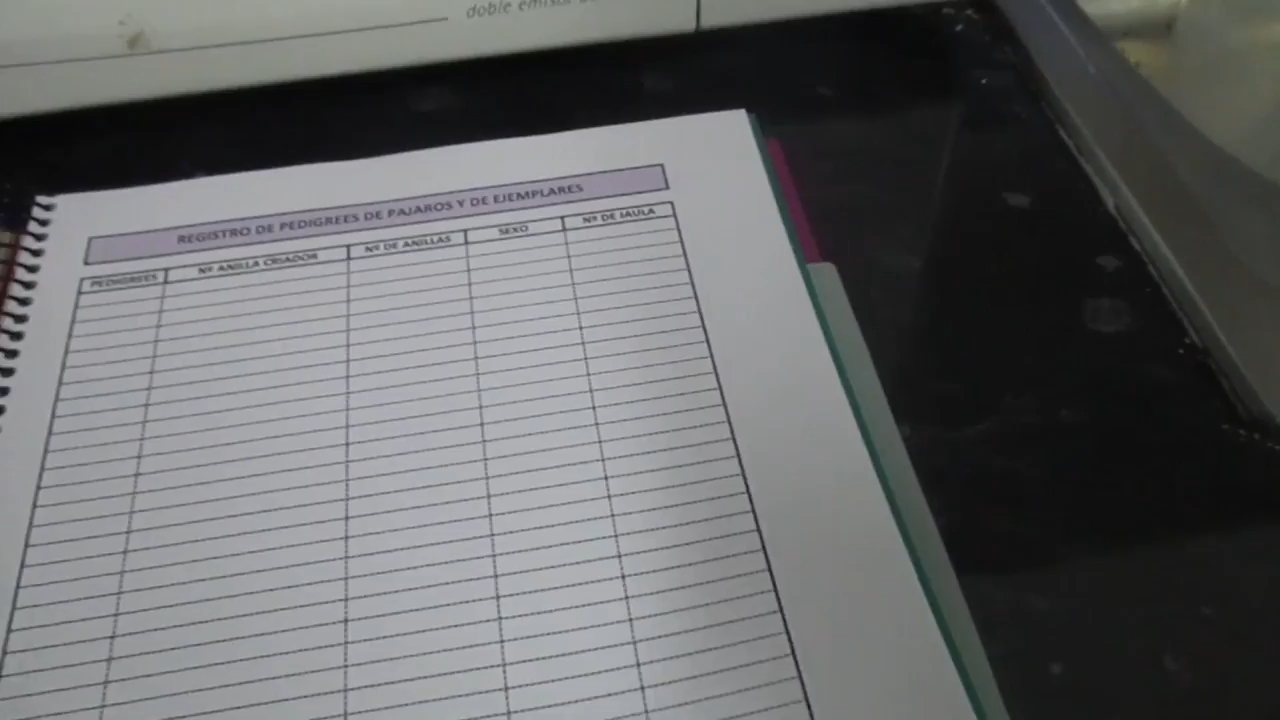 doble emisor
REGISTRO DE PEDIGREES DE PAJAROS Y DE EJEMPLARES
PEDIGREES Nº ANILLA CRIADOR Nº DE ANILLAS SEXO Nº DE JAULA